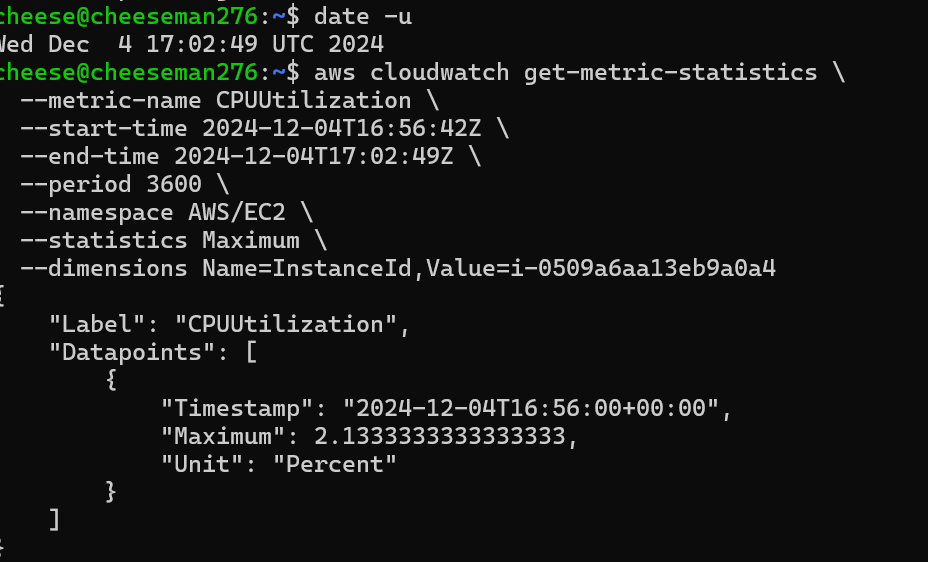 cheese@cheeseman276:~$ date -u
Wed Dec  4 17:02:49 UTC 2024
cheese@cheeseman276:~$ aws cloudwatch get-metric-statistics \
  --metric-name CPUUtilization \
  --start-time 2024-12-04T16:56:42Z \
  --end-time 2024-12-04T17:02:49Z \
  --period 3600 \
  --namespace AWS/EC2 \
  --statistics Maximum \
  --dimensions Name=InstanceId,Value=i-0509a6aa13eb9a0a4
{
    "Label": "CPUUtilization",
    "Datapoints": [
        {
            "Timestamp": "2024-12-04T16:56:00+00:00",
            "Maximum": 2.1333333333333333,
            "Unit": "Percent"
        }
    ]
}